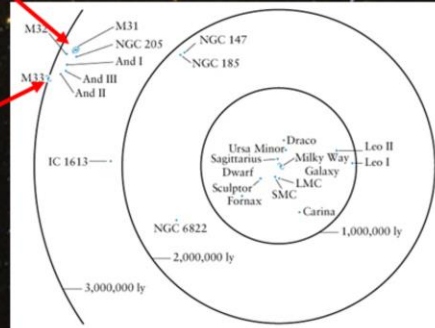 M31
M32
NGC 205
And I
M33
And III
And II
NGC 147
NGC 185
Draco
Ursa Minor
Leo II
Sagittarius
Milky Way
Leo I
Dwarf
Galaxy
Sculptor
LMC
Fornax
SMC
Carina
IC 1613
NGC 6822
1,000,000 ly
2,000,000 ly
3,000,000 ly